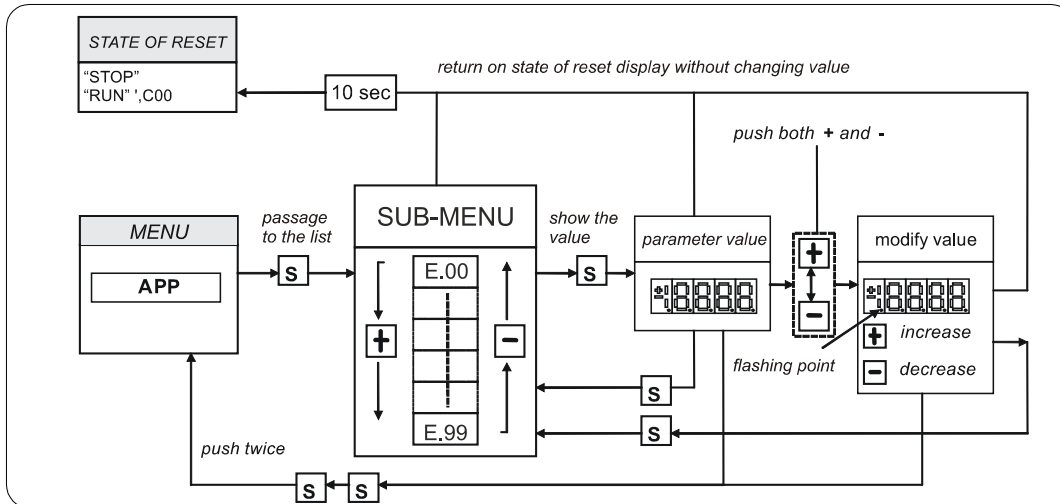 STATE OF RESET
"STOP"
"RUN" ',C00
return on state of reset display without changing value
10 sec
push both + and -
MENU
APP
passage
to the list
S
SUB-MENU
E.00
+
-
E.99
show the
value
S
parameter value
+
-
modify value
+ increase
- decrease
flashing point
S
S
push twice
S S